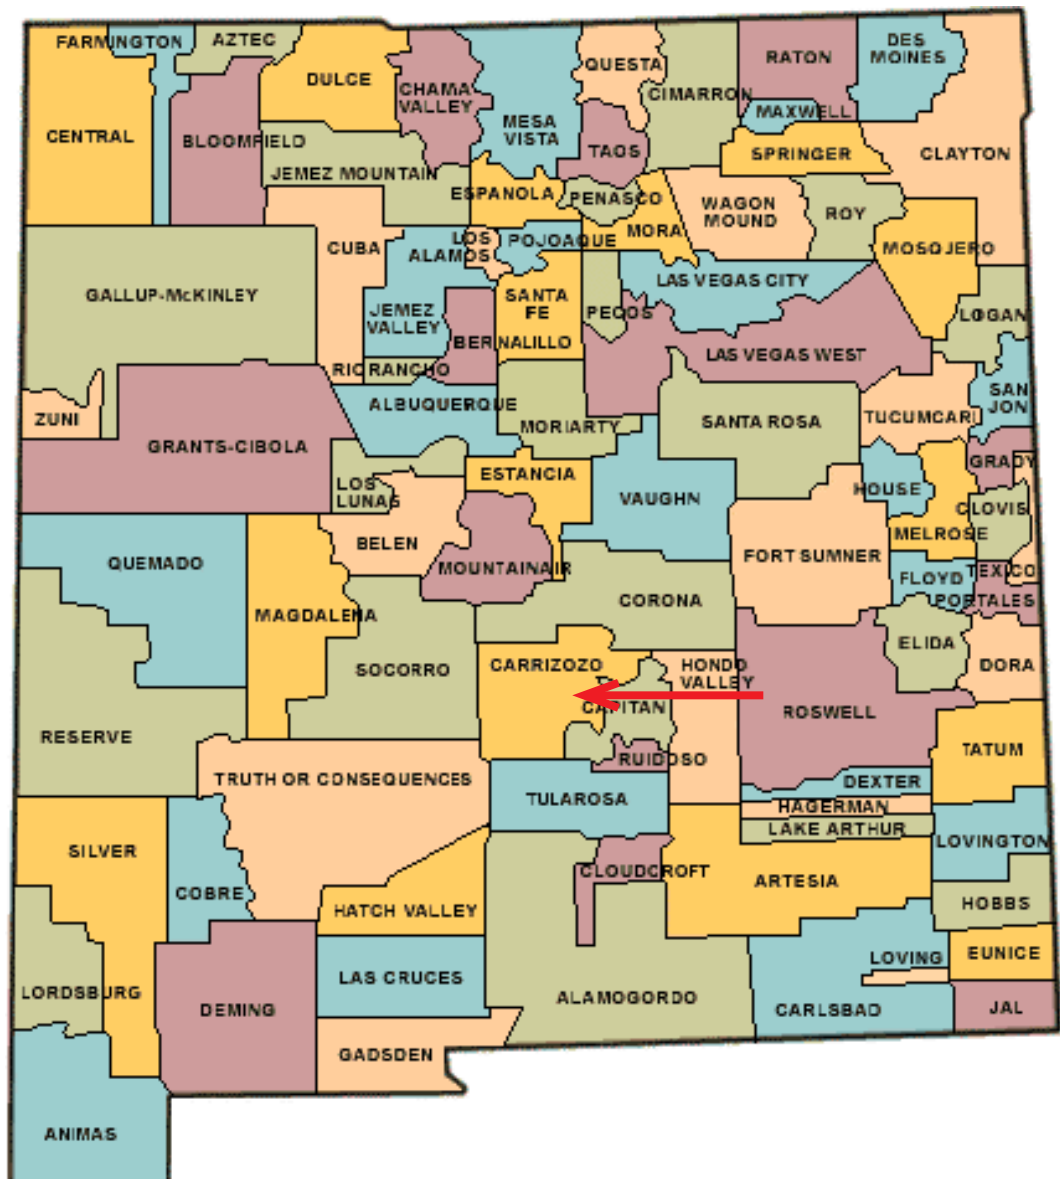 FARMINGTON
AZTEC
DULCE
CHAMA
VALLEY
MESA
VISTA
QUESTA
CIMARRON
RATON
DES
MOINES
CENTRAL
BLOOMFIELD
JEMEZ MOUNTAIN
TAOS
MAXWELL
SPRINGER
CLAYTON
ESPANOLA
PENASCO
MORA
WAGON
MOUND
ROY
MOSQJERO
CUBA
LOS
ALAMOS
POJOAQUE
LAS VEGAS CITY
GALLUP-McKINLEY
JEMEZ
VALLEY
SANTA
FE
PECOS
LOGAN
BERNALILLO
LAS VEGAS WEST
RIO RANCHO
SAN
JON
ZUNI
ALBUQUERQUE
MORIARTY
SANTA ROSA
TUCUMCARI
GRANTS-CIBOLA
GRADY
LOS
LUNAS
ESTANCIA
VAUGHN
HOUSE
CLOVIS
BELEN
MELROSE
QUEMADO
MOUNTAINAIR
FORT SUMNER
FLOYD
TEXICO
MAGDALENA
CORONA
PORTALES
ELIDA
SOCORRO
CARRIZOZO
HONDO
VALLEY
DORA
CAPITAN
ROSWELL
RESERVE
TATUM
TRUTH OR CONSEQUENCES
RUIDOSO
DEXTER
TULAROSA
HAGERMAN
LAKE ARTHUR
LOVINGTON
SILVER
CLOUDCROFT
ARTESIA
COBRE
HATCH VALLEY
HOBBS
LAS CRUCES
LOVING
EUNICE
LORDSBURG
DEMING
ALAMOGORDO
CARLSBAD
JAL
GADSDEN
ANIMAS